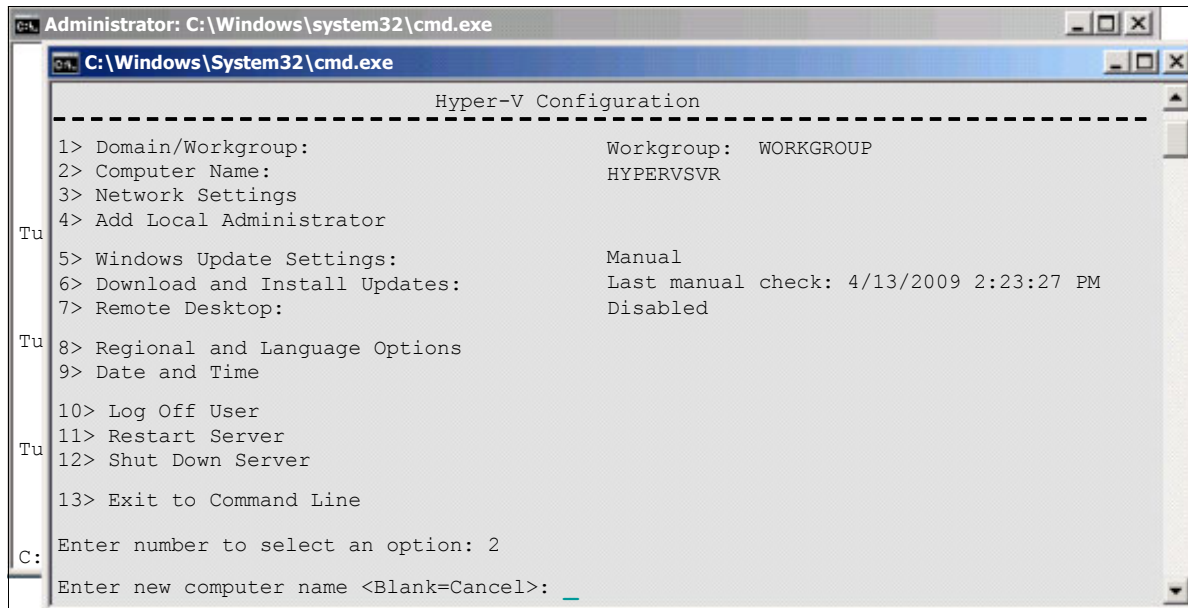 Administrator: C:\Windows\system32\cmd.exe
C:\Windows\System32\cmd.exe
Hyper-V Configuration
1> Domain/Workgroup: Workgroup: WORKGROUP
2> Computer Name: HYPERVSVR
3> Network Settings
4> Add Local Administrator
Tu
5> Windows Update Settings: Manual
6> Download and Install Updates: Last manual check: 4/13/2009 2:23:27 PM
7> Remote Desktop: Disabled
Tu
8> Regional and Language Options
9> Date and Time
10> Log Off User
11> Restart Server
Tu
12> Shut Down Server
13> Exit to Command Line
Enter number to select an option: 2
C:
Enter new computer name <Blank=Cancel>: _